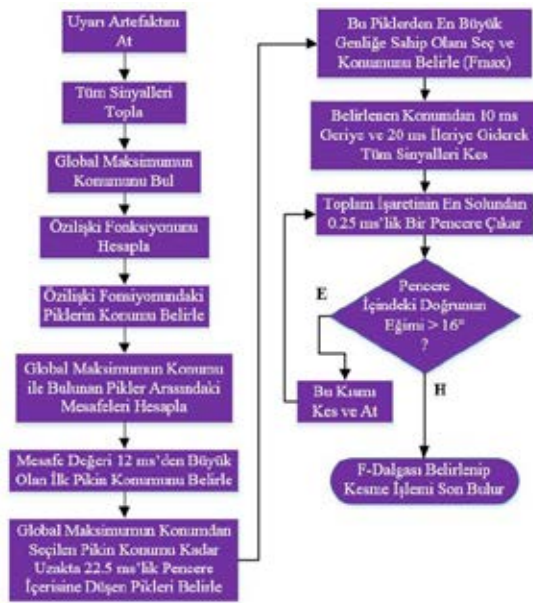 Uyarı Artefaktını
At
Tüm Sinyalleri
Topla
Global Maksimumun
Konumunu Bul
Özilişki Fonksiyonunu
Hesapla
Özilişki Fonsiyonundaki
Piklerin Konumu Belirle
Global Maksimumun Konumu
ile Bulunan Pikler Arasındaki
Mesafeleri Hesapla
Mesafe Değeri 12 ms'den Büyük
Olan İlk Pikin Konumunu Belirle
Global Maksimumun Konumdan
Seçilen Pikin Konumu Kadar
Uzakta 22.5 ms'lik Pencere
İçerisine Düşen Pikleri Belirle
Bu Piklerden En Büyük
Genliğe Sahip Olanı Seç ve
Konumunu Belirle (Fmax)
Belirlenen Konumdan 10 ms
Geriye ve 20 ms İleriye Giderek
Tüm Sinyalleri Kes
Toplam İşaretinin En Solundan
0.25 ms'lik Bir Pencere Çıkar
Pencere
İçindeki Doğrunun
Eğimi > 16°
?
E
Bu Kısmı
Kes ve At
H
F-Dalgası Belirlenip
Kesme İşlemi Son Bulur